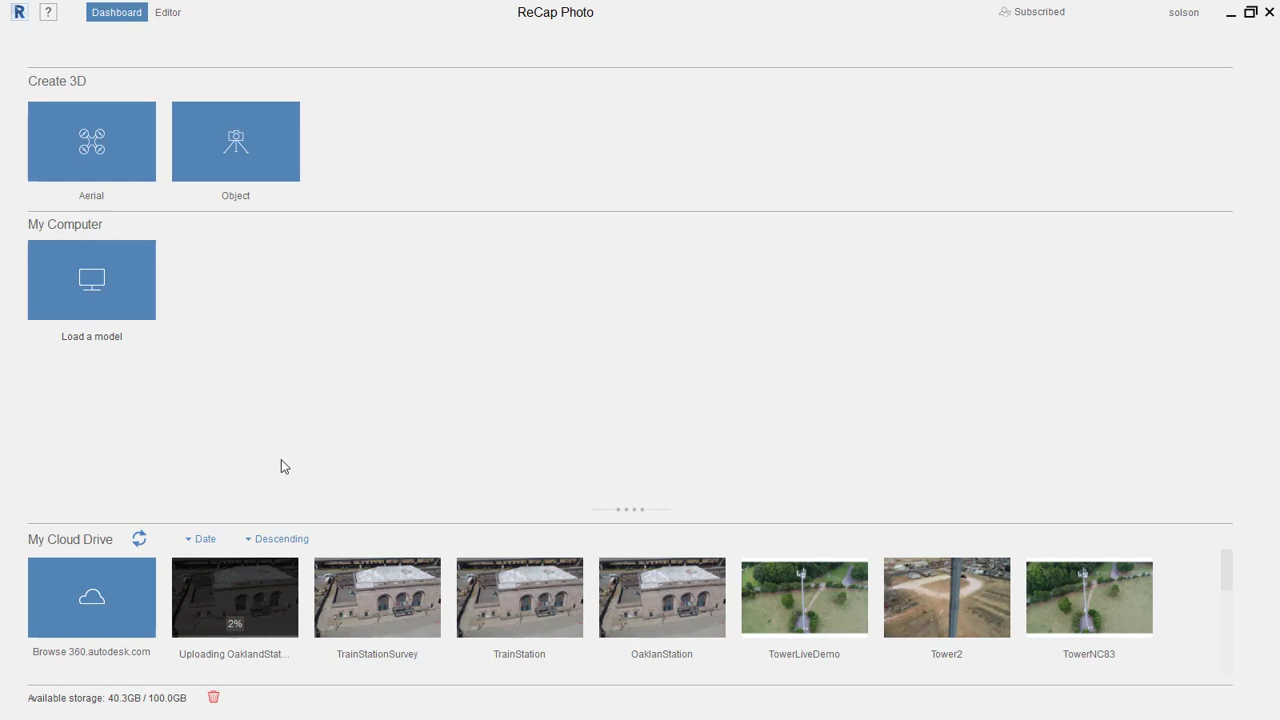 R ? Dashboard Editor ReCap Photo Subscribed solson
Create 3D
Aerial Object
My Computer
Load a model
My Cloud Drive Date Descending
2%
Browse 360.autodesk.com Uploading OaklandStat... TrainStationSurvey TrainStation OaklanStation TowerLiveDemo Tower2 TowerNC83
Available storage: 40.3GB / 100.0GB